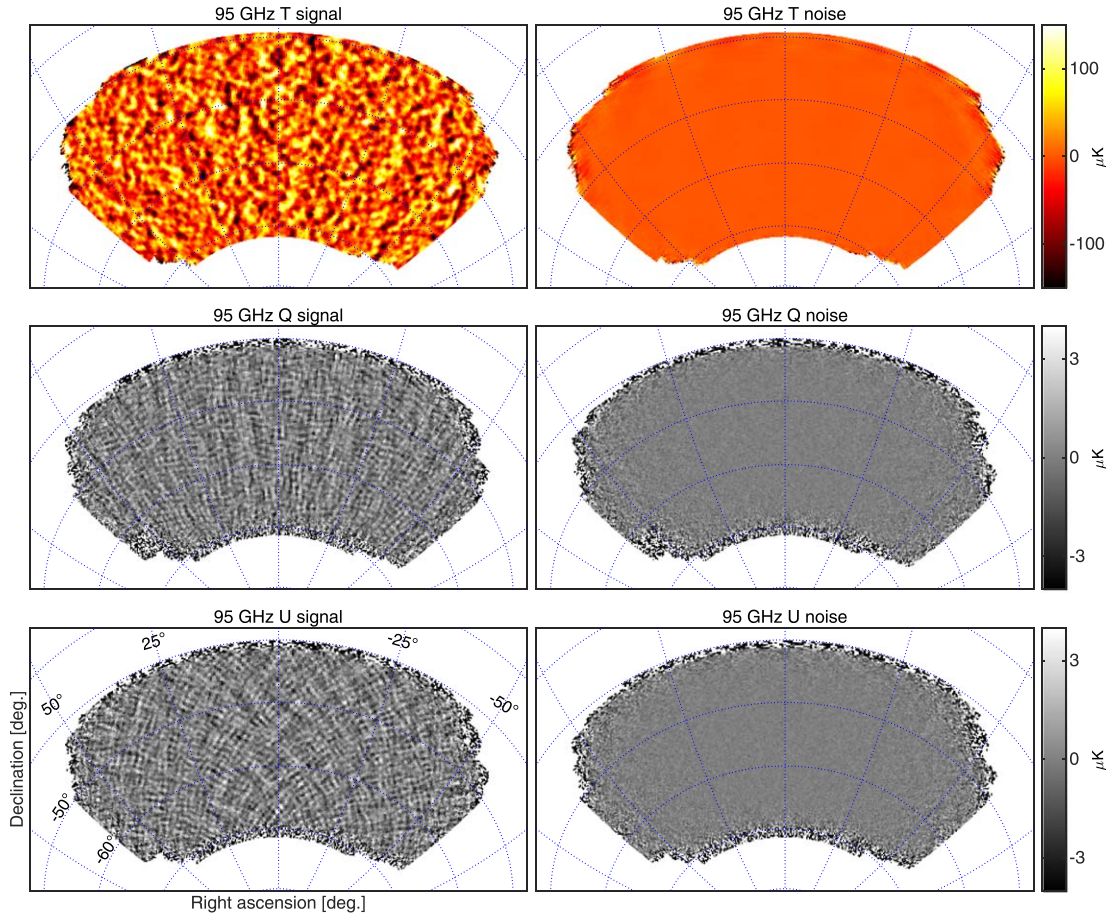 95 GHz T signal
95 GHz T noise
100
0
-100
μK
95 GHz Q signal
95 GHz Q noise
3
0
-3
μK
95 GHz U signal
95 GHz U noise
25°
-25°
50°
-50°
-50°
-60°
3
0
-3
μK
Declination [deg.]
Right ascension [deg.]